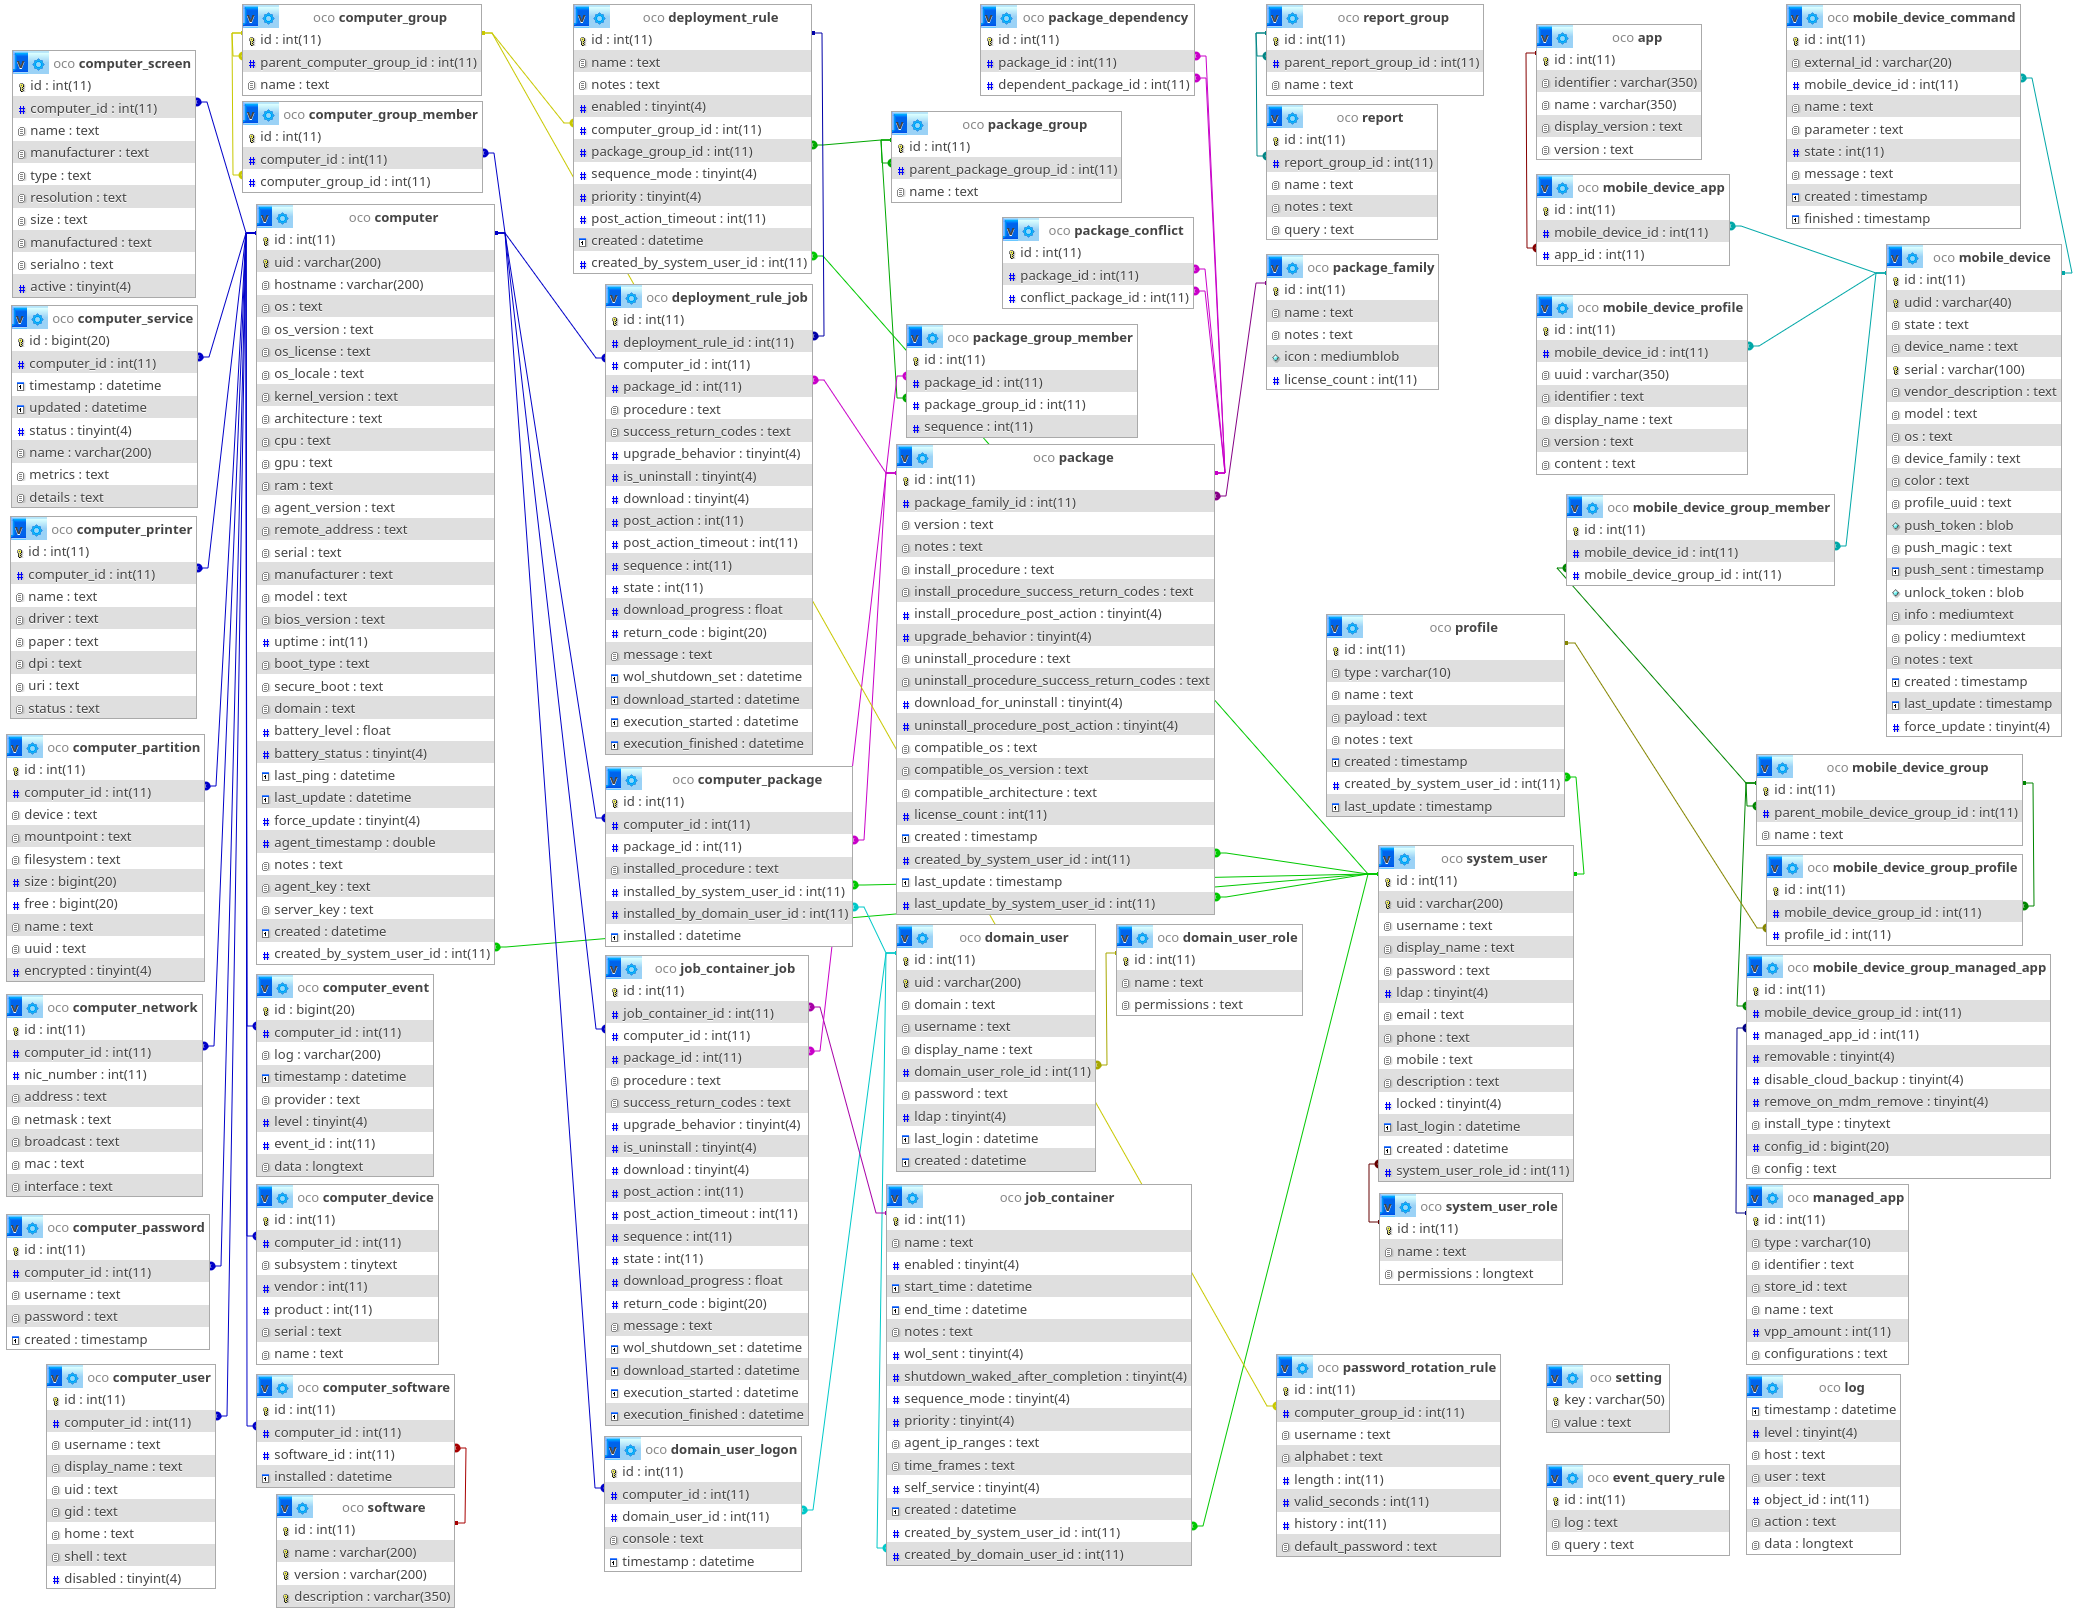 oco computer_group
id : int(11)
parent_computer_group_id : int(11)
name : text
oco computer_screen
id : int(11)
computer_id : int(11)
name : text
manufacturer : text
type : text
resolution : text
size : text
manufactured : text
serialno : text
active : tinyint(4)
oco computer_group_member
id : int(11)
computer_id : int(11)
computer_group_id : int(11)
oco computer_service
id : bigint(20)
computer_id : int(11)
timestamp : datetime
updated : datetime
status : tinyint(4)
name : varchar(200)
metrics : text
details : text
oco computer_printer
id : int(11)
computer_id : int(11)
name : text
driver : text
paper : text
dpi : text
uri : text
status : text
oco computer_partition
id : int(11)
computer_id : int(11)
device : text
mountpoint : text
filesystem : text
size : bigint(20)
free : bigint(20)
name : text
uuid : text
encrypted : tinyint(4)
oco computer_network
id : int(11)
computer_id : int(11)
nic_number : int(11)
address : text
netmask : text
broadcast : text
mac : text
interface : text
oco computer_password
id : int(11)
computer_id : int(11)
username : text
password : text
created : timestamp
oco computer_user
id : int(11)
computer_id : int(11)
username : text
display_name : text
uid : text
gid : text
home : text
shell : text
disabled : tinyint(4)
oco computer
id : int(11)
uid : varchar(200)
hostname : varchar(200)
os : text
os_version : text
os_license : text
os_locale : text
kernel_version : text
architecture : text
cpu : text
gpu : text
ram : text
agent_version : text
remote_address : text
serial : text
manufacturer : text
model : text
bios_version : text
uptime : int(11)
boot_type : text
secure_boot : text
domain : text
battery_level : float
battery_status : tinyint(4)
last_ping : datetime
last_update : datetime
force_update : tinyint(4)
agent_timestamp : double
notes : text
agent_key : text
server_key : text
created : datetime
created_by_system_user_id : int(11)
oco computer_event
id : bigint(20)
computer_id : int(11)
log : varchar(200)
timestamp : datetime
provider : text
level : tinyint(4)
event_id : int(11)
data : longtext
oco computer_device
id : int(11)
computer_id : int(11)
subsystem : tinytext
vendor : int(11)
product : int(11)
serial : text
name : text
oco computer_software
id : int(11)
computer_id : int(11)
software_id : int(11)
installed : datetime
oco software
id : int(11)
name : varchar(200)
version : varchar(200)
description : varchar(350)
oco deployment_rule
id : int(11)
name : text
notes : text
enabled : tinyint(4)
computer_group_id : int(11)
package_group_id : int(11)
sequence_mode : tinyint(4)
priority : tinyint(4)
post_action_timeout : int(11)
created : datetime
created_by_system_user_id : int(11)
oco deployment_rule_job
id : int(11)
deployment_rule_id : int(11)
computer_id : int(11)
package_id : int(11)
procedure : text
success_return_codes : text
upgrade_behavior : tinyint(4)
is_uninstall : tinyint(4)
download : tinyint(4)
post_action : int(11)
post_action_timeout : int(11)
sequence : int(11)
state : int(11)
download_progress : float
return_code : bigint(20)
message : text
wol_shutdown_set : datetime
download_started : datetime
execution_started : datetime
execution_finished : datetime
oco computer_package
id : int(11)
computer_id : int(11)
package_id : int(11)
installed_procedure : text
installed_by_system_user_id : int(11)
installed_by_domain_user_id : int(11)
installed : datetime
oco job_container_job
id : int(11)
job_container_id : int(11)
computer_id : int(11)
package_id : int(11)
procedure : text
success_return_codes : text
upgrade_behavior : tinyint(4)
is_uninstall : tinyint(4)
download : tinyint(4)
post_action : int(11)
post_action_timeout : int(11)
sequence : int(11)
state : int(11)
download_progress : float
return_code : bigint(20)
message : text
wol_shutdown_set : datetime
download_started : datetime
execution_started : datetime
execution_finished : datetime
oco domain_user_logon
id : int(11)
computer_id : int(11)
domain_user_id : int(11)
console : text
timestamp : datetime
oco package_dependency
id : int(11)
package_id : int(11)
dependent_package_id : int(11)
oco package_group
id : int(11)
parent_package_group_id : int(11)
name : text
oco package_conflict
id : int(11)
package_id : int(11)
conflict_package_id : int(11)
oco package_group_member
id : int(11)
package_id : int(11)
package_group_id : int(11)
sequence : int(11)
oco package
id : int(11)
package_family_id : int(11)
version : text
notes : text
install_procedure : text
install_procedure_success_return_codes : text
install_procedure_post_action : tinyint(4)
upgrade_behavior : tinyint(4)
uninstall_procedure : text
uninstall_procedure_success_return_codes : text
download_for_uninstall : tinyint(4)
uninstall_procedure_post_action : tinyint(4)
compatible_os : text
compatible_os_version : text
compatible_architecture : text
license_count : int(11)
created : timestamp
created_by_system_user_id : int(11)
last_update : timestamp
last_update_by_system_user_id : int(11)
oco domain_user
id : int(11)
uid : varchar(200)
domain : text
username : text
display_name : text
domain_user_role_id : int(11)
password : text
ldap : tinyint(4)
last_login : datetime
created : datetime
oco domain_user_role
id : int(11)
name : text
permissions : text
oco job_container
id : int(11)
name : text
enabled : tinyint(4)
start_time : datetime
end_time : datetime
notes : text
wol_sent : tinyint(4)
shutdown_waked_after_completion : tinyint(4)
sequence_mode : tinyint(4)
priority : tinyint(4)
agent_ip_ranges : text
time_frames : text
self_service : tinyint(4)
created : datetime
created_by_system_user_id : int(11)
created_by_domain_user_id : int(11)
oco report_group
id : int(11)
parent_report_group_id : int(11)
name : text
oco report
id : int(11)
report_group_id : int(11)
name : text
notes : text
query : text
oco package_family
id : int(11)
name : text
notes : text
icon : mediumblob
license_count : int(11)
oco profile
id : int(11)
type : varchar(10)
name : text
payload : text
notes : text
created : timestamp
created_by_system_user_id : int(11)
last_update : timestamp
oco system_user
id : int(11)
uid : varchar(200)
username : text
display_name : text
password : text
ldap : tinyint(4)
email : text
phone : text
mobile : text
description : text
locked : tinyint(4)
last_login : datetime
created : datetime
system_user_role_id : int(11)
oco system_user_role
id : int(11)
name : text
permissions : longtext
oco password_rotation_rule
id : int(11)
computer_group_id : int(11)
username : text
alphabet : text
length : int(11)
valid_seconds : int(11)
history : int(11)
default_password : text
oco app
id : int(11)
identifier : varchar(350)
name : varchar(350)
display_version : text
version : text
oco mobile_device_app
id : int(11)
mobile_device_id : int(11)
app_id : int(11)
oco mobile_device_profile
id : int(11)
mobile_device_id : int(11)
uuid : varchar(350)
identifier : text
display_name : text
version : text
content : text
oco mobile_device_group_member
id : int(11)
mobile_device_id : int(11)
mobile_device_group_id : int(11)
oco mobile_device_command
id : int(11)
external_id : varchar(20)
mobile_device_id : int(11)
name : text
parameter : text
state : int(11)
message : text
created : timestamp
finished : timestamp
oco mobile_device
id : int(11)
udid : varchar(40)
state : text
device_name : text
serial : varchar(100)
vendor_description : text
model : text
os : text
device_family : text
color : text
profile_uuid : text
push_token : blob
push_magic : text
push_sent : timestamp
unlock_token : blob
info : mediumtext
policy : mediumtext
notes : text
created : timestamp
last_update : timestamp
force_update : tinyint(4)
oco mobile_device_group
id : int(11)
parent_mobile_device_group_id : int(11)
name : text
oco mobile_device_group_profile
id : int(11)
mobile_device_group_id : int(11)
profile_id : int(11)
oco mobile_device_group_managed_app
id : int(11)
mobile_device_group_id : int(11)
managed_app_id : int(11)
removable : tinyint(4)
disable_cloud_backup : tinyint(4)
remove_on_mdm_remove : tinyint(4)
install_type : tinytext
config_id : bigint(20)
config : text
oco managed_app
id : int(11)
type : varchar(10)
identifier : text
store_id : text
name : text
vpp_amount : int(11)
configurations : text
oco setting
key : varchar(50)
value : text
oco event_query_rule
id : int(11)
log : text
query : text
oco log
timestamp : datetime
level : tinyint(4)
host : text
user : text
object_id : int(11)
action : text
data : longtext